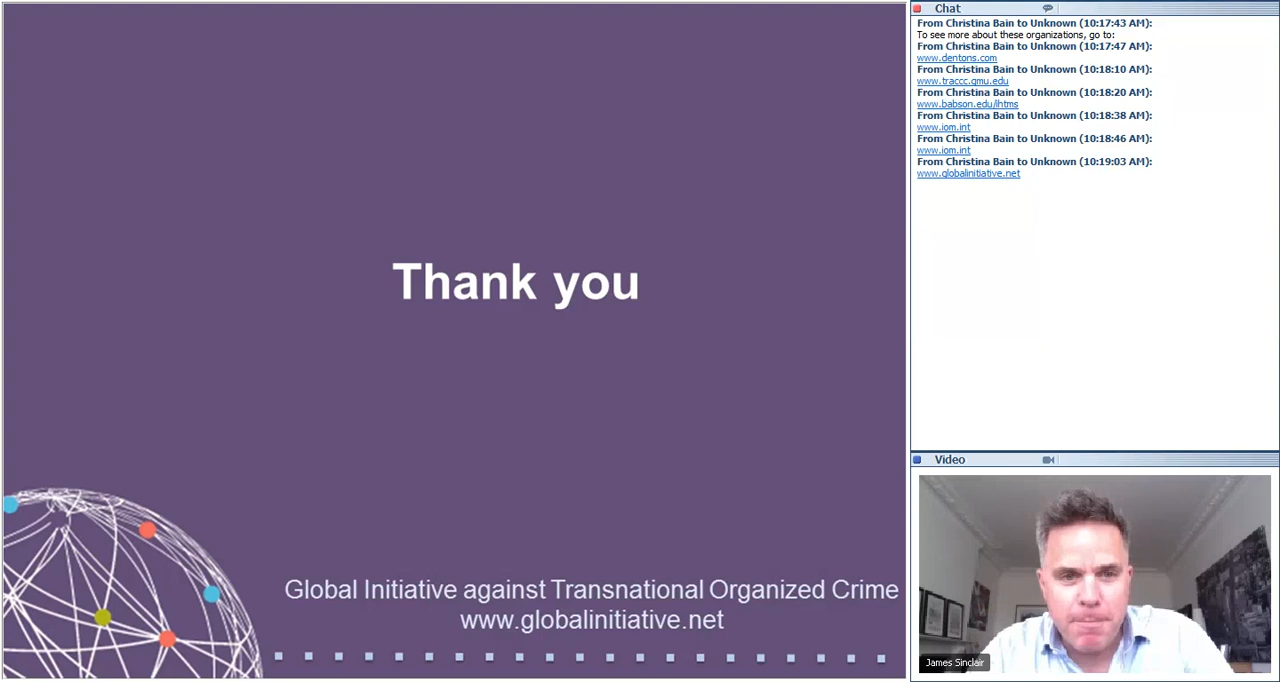 Thank you
Global Initiative against Transnational Organized Crime
www.globalinitiative.net
Chat
From Christina Bain to Unknown (10:17:43 AM):
To see more about these organizations, go to:
From Christina Bain to Unknown (10:17:47 AM):
www.dentons.com
From Christina Bain to Unknown (10:18:10 AM):
www.traccc.gmu.edu
From Christina Bain to Unknown (10:18:20 AM):
www.babson.edu/ihtms
From Christina Bain to Unknown (10:18:38 AM):
www.iom.int
From Christina Bain to Unknown (10:18:46 AM):
www.iom.int
From Christina Bain to Unknown (10:19:03 AM):
www.globalinitiative.net
Video
James Sinclair